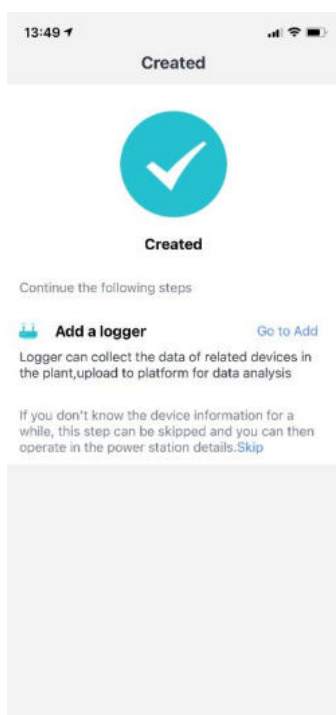 13:49
Created
Created
Continue the following steps
Add a logger
Go to Add
Logger can collect the data of related devices in
the plant,upload to platform for data analysis
If you don't know the device information for a
while, this step can be skipped and you can then
operate in the power station details.Skip